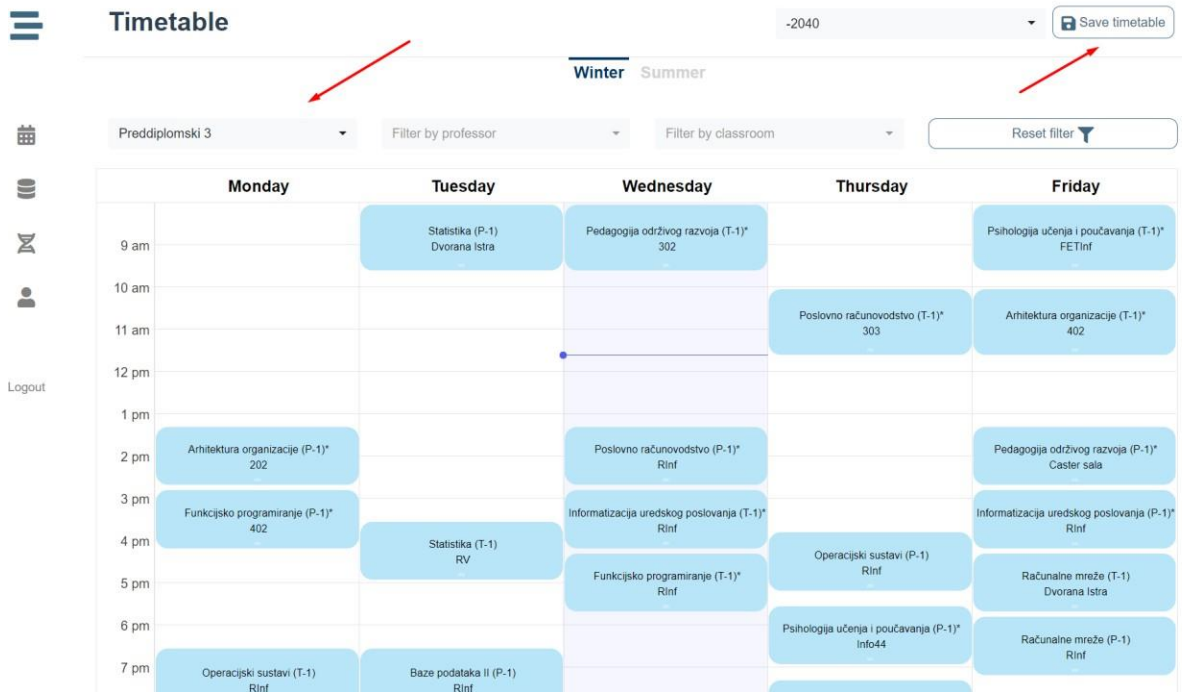 Timetable
-2040
Save timetable
Winter
Summer
Preddiplomski 3
Filter by professor
Filter by classroom
Reset filter
Monday
Tuesday
Wednesday
Thursday
Friday
9 am
10 am
11 am
12 pm
1 pm
2 pm
3 pm
4 pm
5 pm
6 pm
7 pm
Logout
Arhitektura organizacije (P-1)*
202
Funkcijsko programiranje (P-1)*
402
Operacijski sustavi (T-1)
RInf
Statistika (P-1)
Dvorana Istra
Statistika (T-1)
RV
Baze podataka II (P-1)
RInf
Pedagogija održivog razvoja (T-1)*
302
Poslovno računovodstvo (P-1)*
RInf
Informatizacija uredskog poslovanja (T-1)*
RInf
Funkcijsko programiranje (T-1)*
RInf
Poslovno računovodstvo (T-1)*
303
Operacijski sustavi (P-1)
RInf
Psihologija učenja i poučavanja (P-1)*
Info44
Psihologija učenja i poučavanja (T-1)*
FETInf
Arhitektura organizacije (T-1)*
402
Pedagogija održivog razvoja (P-1)*
Caster sala
Informatizacija uredskog poslovanja (P-1)*
RInf
Računalne mreže (T-1)
Dvorana Istra
Računalne mreže (P-1)
RInf